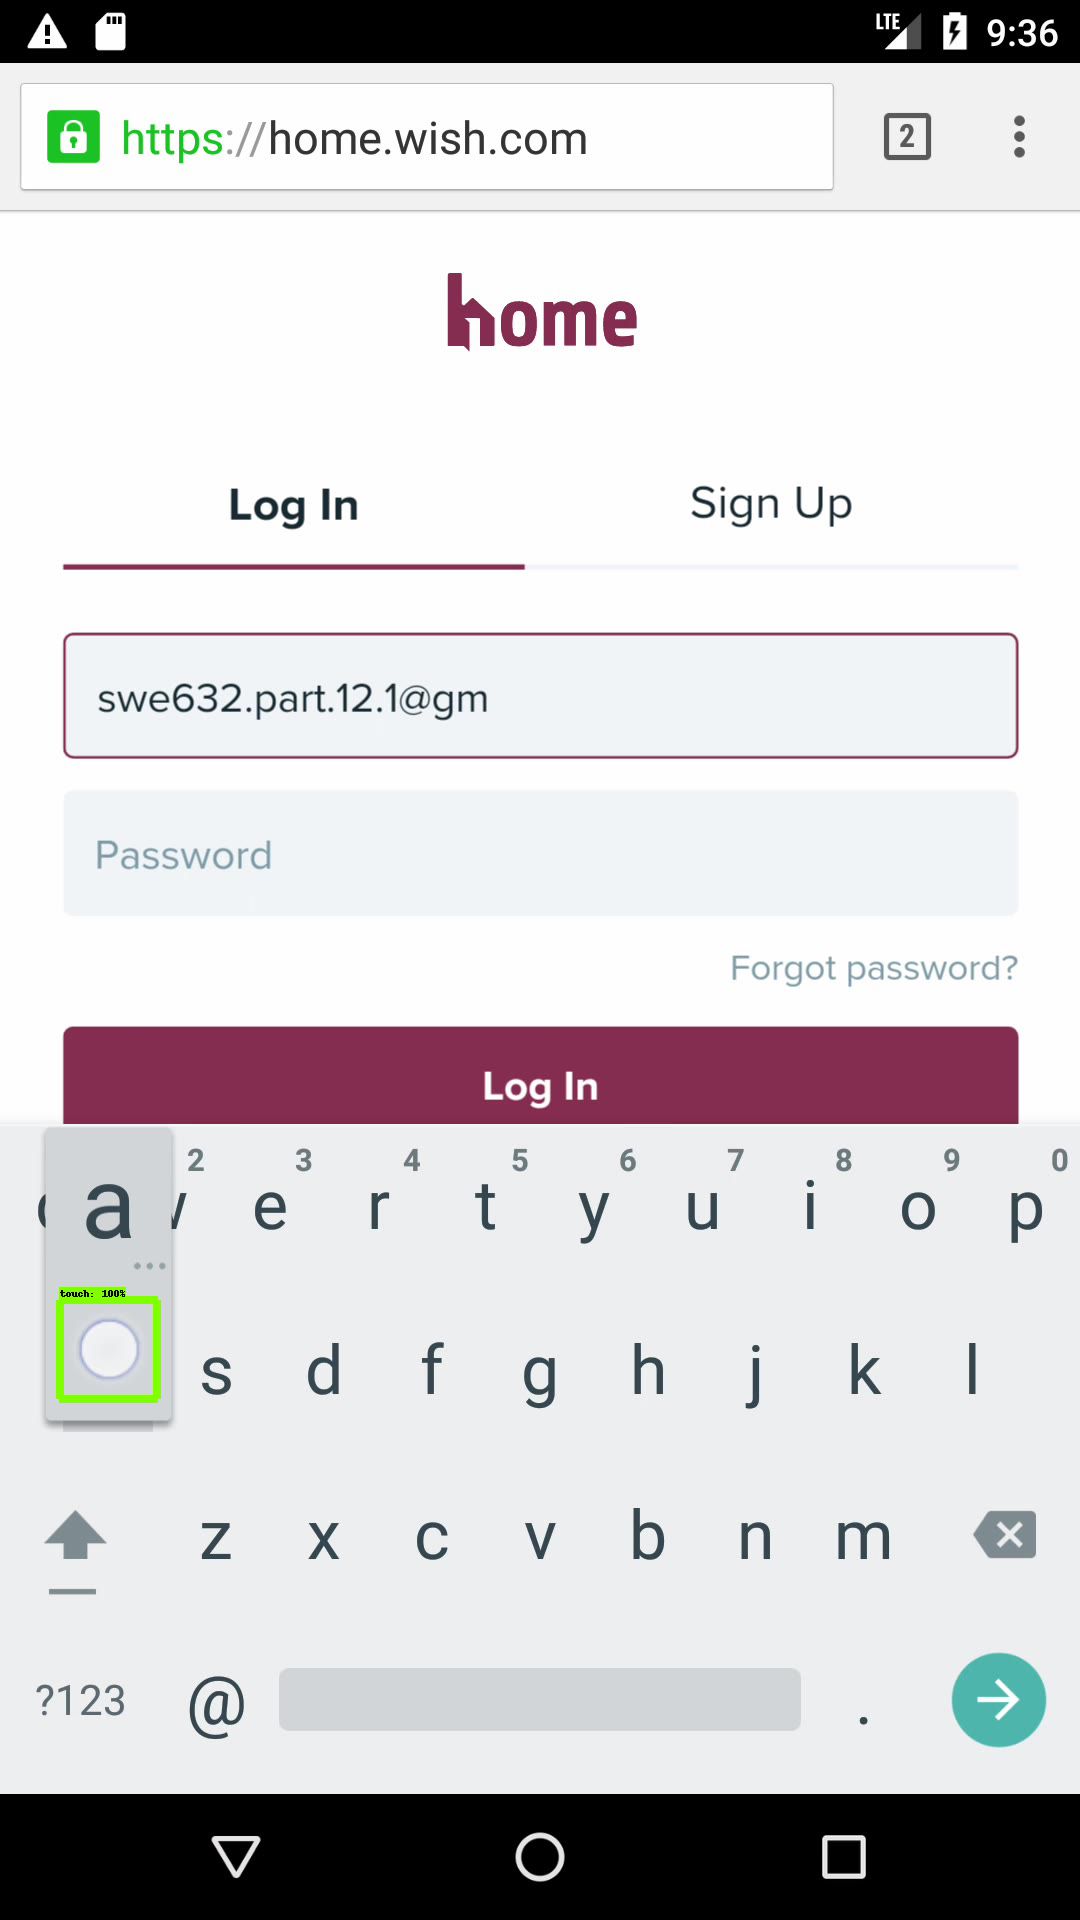 LTE 9:36
https://home.wish.com 2
home
Log In Sign Up
swe632.part.12.1@gm
Password
Forgot password?
Log In
2 3 4 5 6 7 8 9 0
a e r t y u i o p
touch: 100%
s d f g h j k l
z x c v b n m
?123 @ .